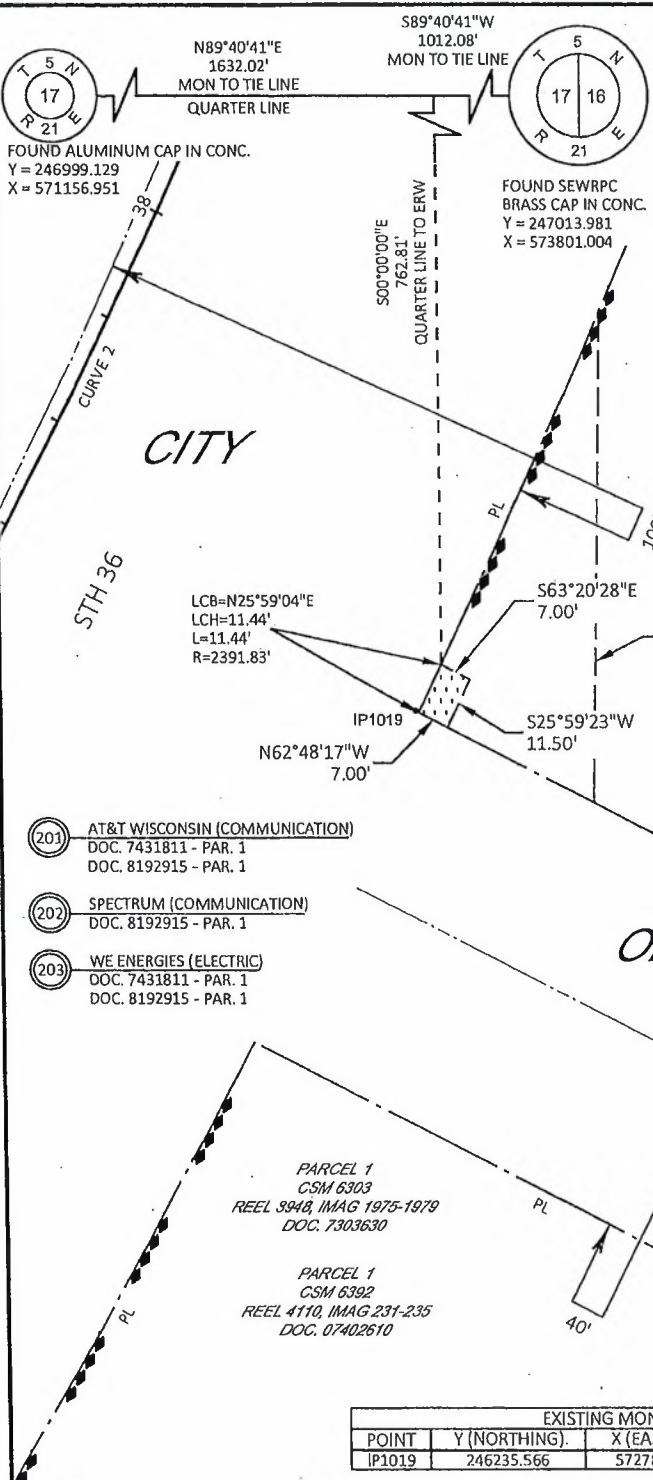 N89°40'41"E
1632.02'
MON TO TIE LINE
QUARTER LINE
S89°40'41"W
1012.08'
MON TO TIE LINE
T 5 N
17
R 21 E
T 5 N
17 16
R 21 E
FOUND ALUMINUM CAP IN CONC.
Y = 246999.129
X = 571156.951
FOUND SEWRPC
BRASS CAP IN CONC.
Y = 247013.981
X = 573801.004
S00°00'00"E
762.81'
QUARTER LINE TO ERW
38
CURVE 2
CITY
STH 36
PL
LCB=N25°59'04"E
LCH=11.44'
L=11.44'
R=2391.83'
S63°20'28"E
7.00'
IP1019
S25°59'23"W
11.50'
N62°48'17"W
7.00'
201 AT&T WISCONSIN (COMMUNICATION)
DOC. 7431811 - PAR. 1
DOC. 8192915 - PAR. 1
202 SPECTRUM (COMMUNICATION)
DOC. 8192915 - PAR. 1
203 WE ENERGIES (ELECTRIC)
DOC. 7431811 - PAR. 1
DOC. 8192915 - PAR. 1
PARCEL 1
CSM 6303
REEL 3948, IMAG 1975-1979
DOC. 7303630
PL
PARCEL 1
CSM 6392
REEL 4110, IMAG 231-235
DOC. 07402610
PL
40'
EXISTING MON
POINT Y (NORTHING). X (EA
IP1019 246235.566 5727